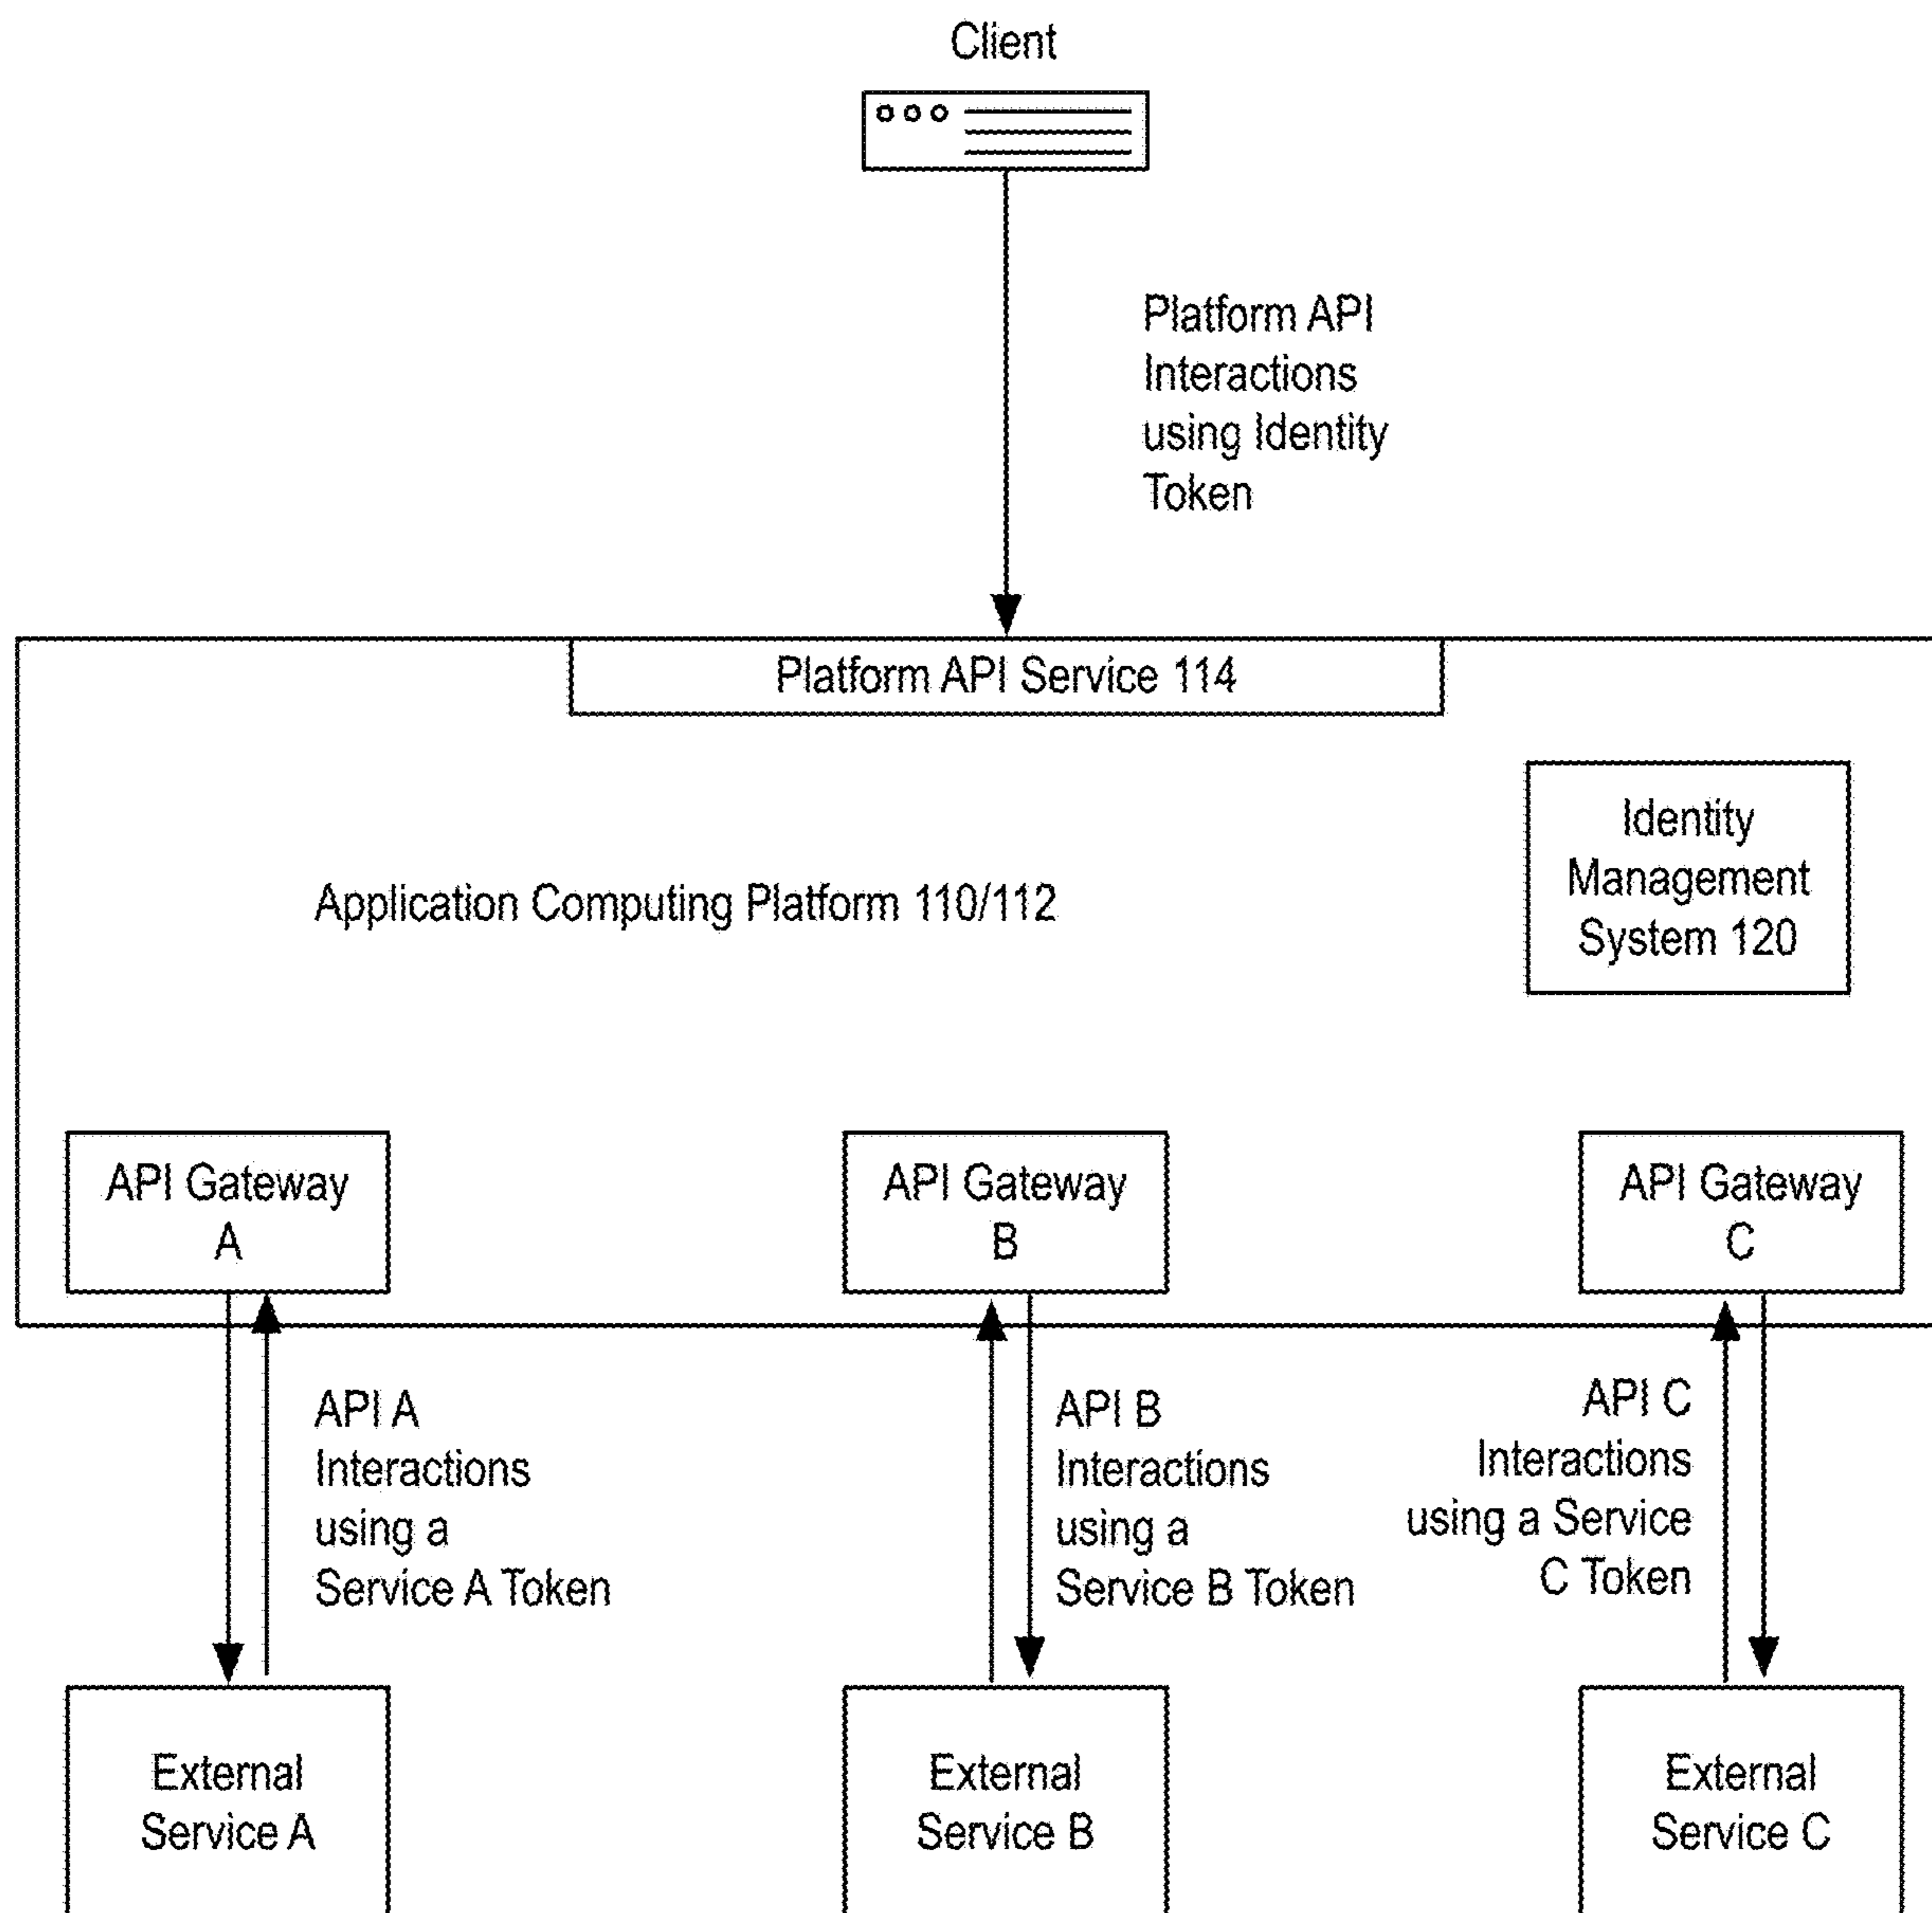 Client
Platform API
Interactions
using Identity
Token
Platform API Service 114
Identity
Management
System 120
Application Computing Platform 110/112
API Gateway
A
API Gateway
B
API Gateway
C
API A
Interactions
using a
Service A Token
API B
Interactions
using a
Service B Token
API C
Interactions
using a Service
C Token
External
Service A
External
Service B
External
Service C